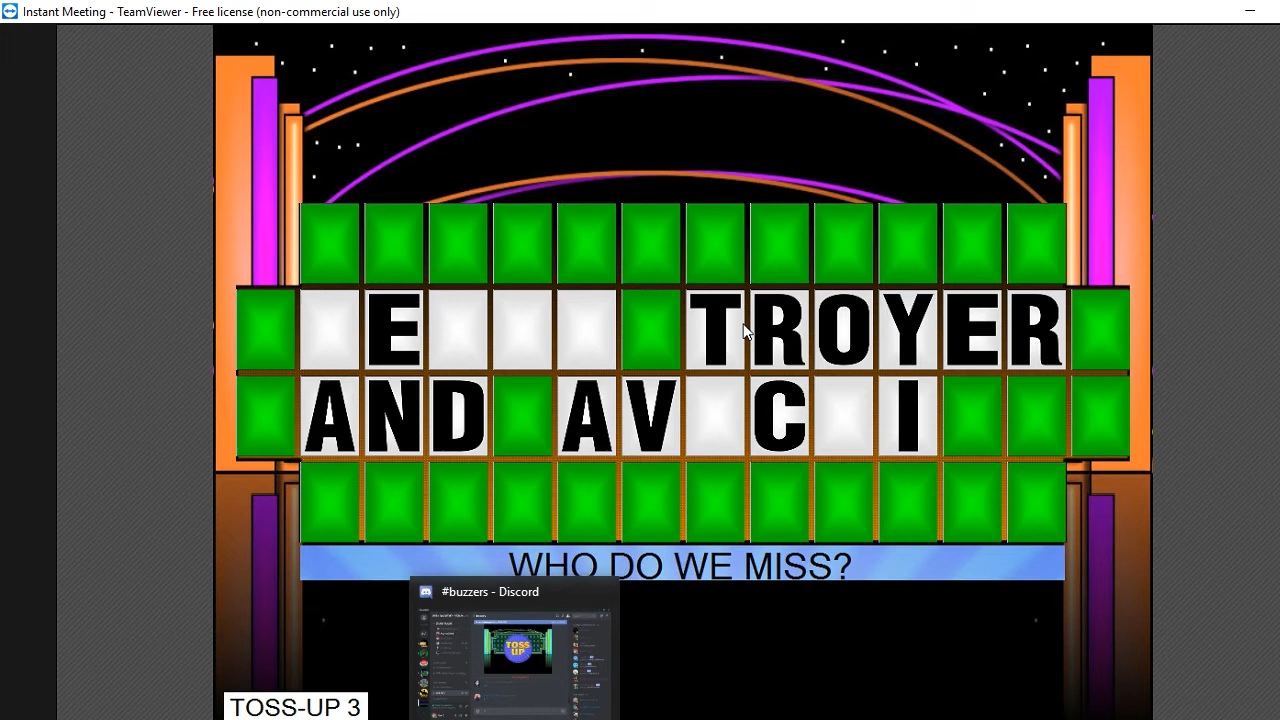 Instant Meeting - TeamViewer - Free license (non-commercial use only)
E TROYER
AND AV C I
WHO DO WE MISS?
#buzzers - Discord
TOSS UP
TOSS-UP 3